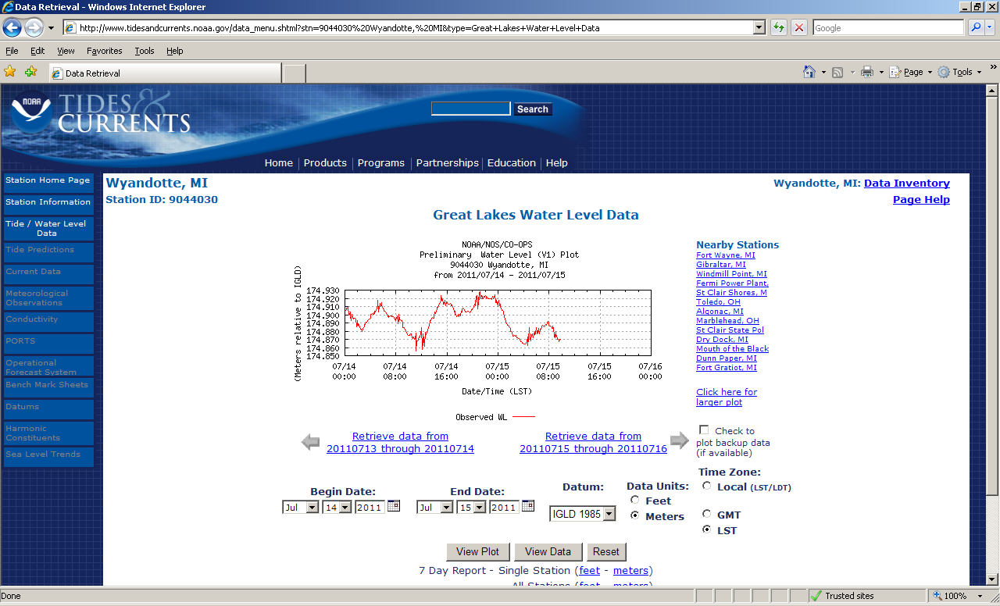 Data Retrieval - Windows Internet Explorer
http://www.tidesandcurrents.noaa.gov/data_menu.shtml?stn=9044030%20Wyandotte,%20MI&type=Great+Lakes+Water+Level+Data
Google
File Edit View Favorites Tools Help
Data Retrieval
Page Tools
NOAA
TIDES &
CURRENTS
Search
Home Products Programs Partnerships Education Help
Station Home Page
Station Information
Tide / Water Level
Data
Tide Predictions
Current Data
Meteorological
Observations
Conductivity
PORTS
Operational
Forecast System
Bench Mark Sheets
Datums
Harmonic
Constituents
Sea Level Trends
Wyandotte, MI
Station ID: 9044030
Wyandotte, MI: Data Inventory
Page Help
Great Lakes Water Level Data
NOAA/NOS/CO-OPS
Preliminary Water Level (V1) Plot
9044030 Wyandotte, MI
from 2011/07/14 - 2011/07/15
(Meters relative to IGLD)
174.930
174.920
174.910
174.900
174.890
174.880
174.870
174.860
174.850
07/14 07/14 07/14 07/15 07/15 07/15 07/16
00:00 08:00 16:00 00:00 08:00 16:00 00:00
Date/Time (LST)
Observed WL
Nearby Stations
Fort Wayne, MI
Gibraltar, MI
Windmill Point, MI
Fermi Power Plant,
St Clair Shores, M
Toledo, OH
Algonac, MI
Marblehead, OH
St Clair State Pol
Dry Dock, MI
Mouth of the Black
Dunn Paper, MI
Fort Gratiot, MI
Click here for
larger plot
Retrieve data from
20110713 through 20110714
Retrieve data from
20110715 through 20110716
Check to
plot backup data
(if available)
Begin Date:
Jul 14 2011
End Date:
Jul 15 2011
Datum:
IGLD 1985
Data Units:
Feet
Meters
Time Zone:
Local (LST/LDT)
GMT
LST
View Plot View Data Reset
7 Day Report - Single Station (feet - meters)
All Stations (feet - meters)
Done
Trusted sites
100%